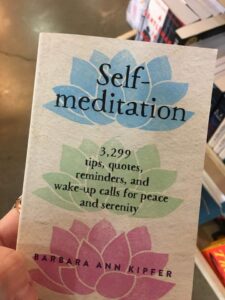 Self-
meditation
3,299
tips, quotes,
reminders, and
wake-up calls for peace
and serenity
BARBARA ANN KIPFER